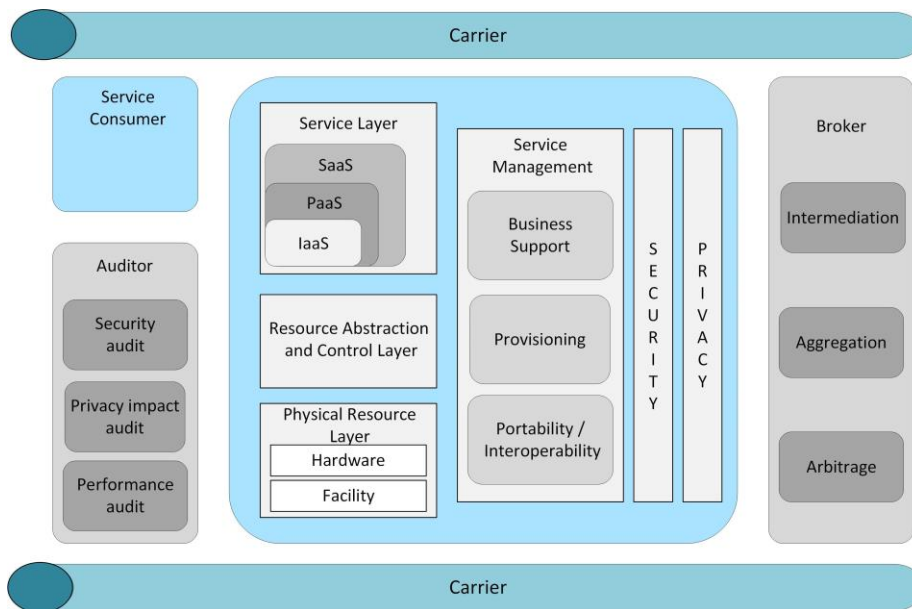 Carrier
Service
Consumer
Auditor
Security
audit
Privacy impact
audit
Performance
audit
Service Layer
SaaS
PaaS
IaaS
Resource Abstraction
and Control Layer
Physical Resource
Layer
Hardware
Facility
Service
Management
Business
Support
Provisioning
Portability /
Interoperability
SECURITY
PRIVACY
Broker
Intermediation
Aggregation
Arbitrage
Carrier